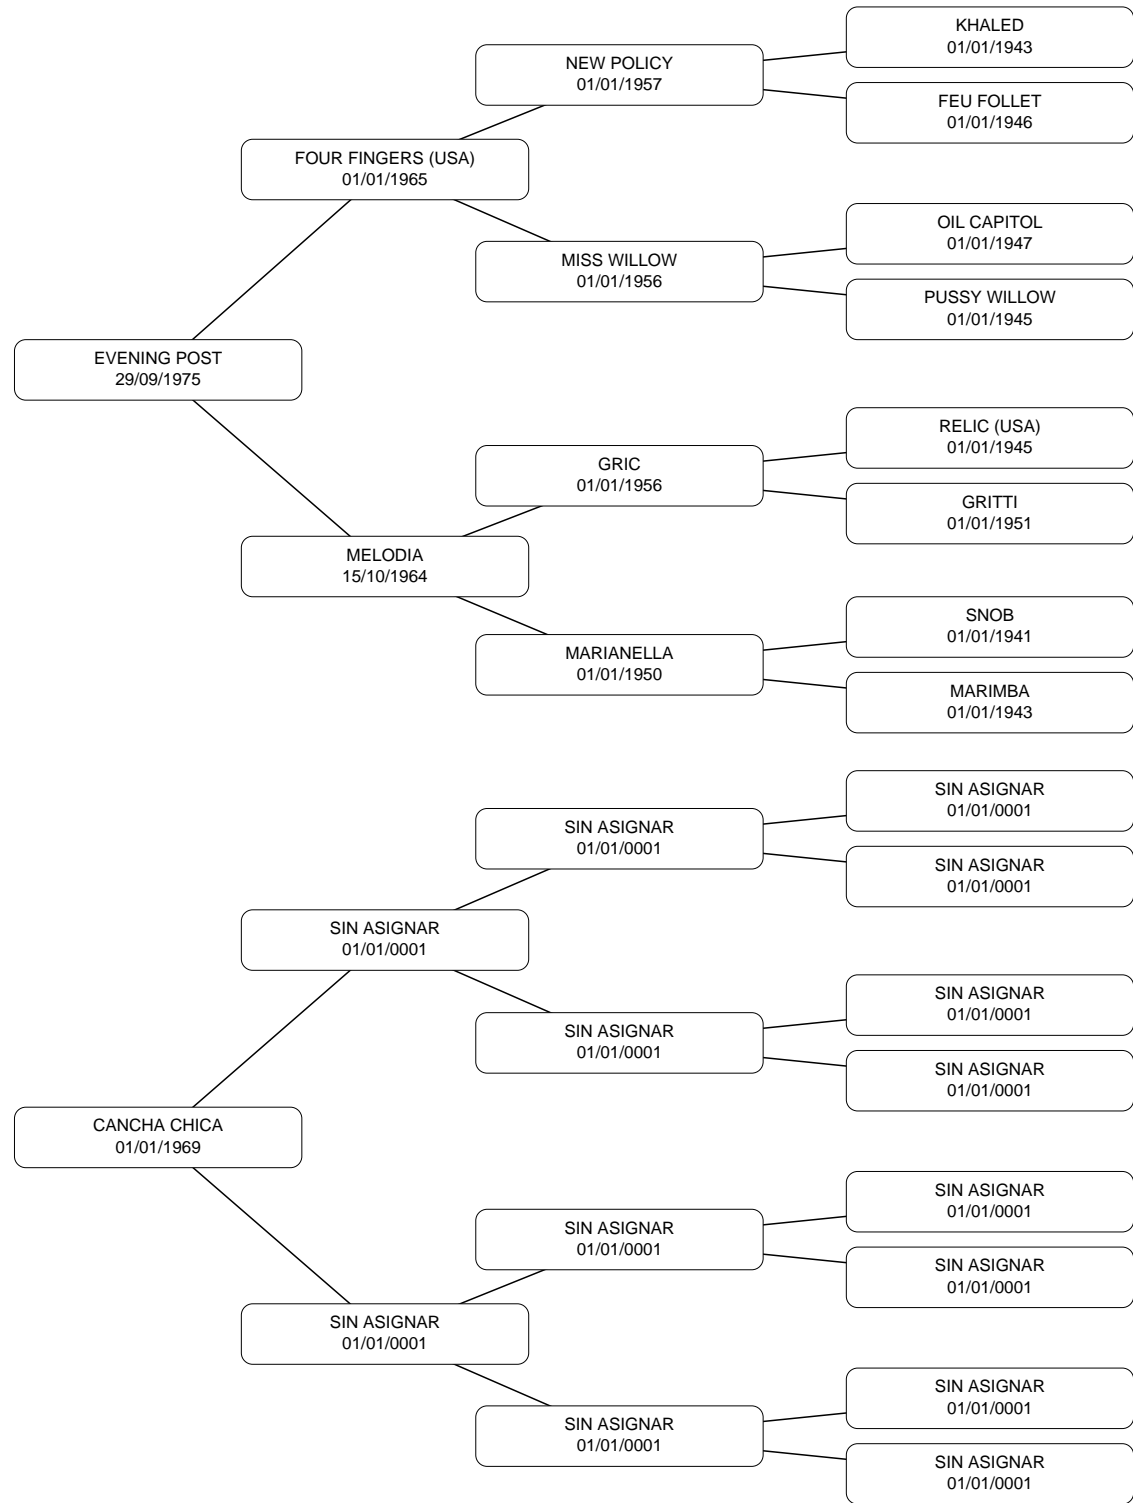 KHALED
01/01/1943
NEW POLICY
01/01/1957
FEU FOLLET
01/01/1946
FOUR FINGERS (USA)
01/01/1965
OIL CAPITOL
01/01/1947
MISS WILLOW
01/01/1956
PUSSY WILLOW
01/01/1945
EVENING POST
29/09/1975
RELIC (USA)
01/01/1945
GRIC
01/01/1956
GRITTI
01/01/1951
MELODIA
15/10/1964
SNOB
01/01/1941
MARIANELLA
01/01/1950
MARIMBA
01/01/1943
SIN ASIGNAR
01/01/0001
SIN ASIGNAR
01/01/0001
SIN ASIGNAR
01/01/0001
SIN ASIGNAR
01/01/0001
SIN ASIGNAR
01/01/0001
SIN ASIGNAR
01/01/0001
SIN ASIGNAR
01/01/0001
CANCHA CHICA
01/01/1969
SIN ASIGNAR
01/01/0001
SIN ASIGNAR
01/01/0001
SIN ASIGNAR
01/01/0001
SIN ASIGNAR
01/01/0001
SIN ASIGNAR
01/01/0001
SIN ASIGNAR
01/01/0001
SIN ASIGNAR
01/01/0001